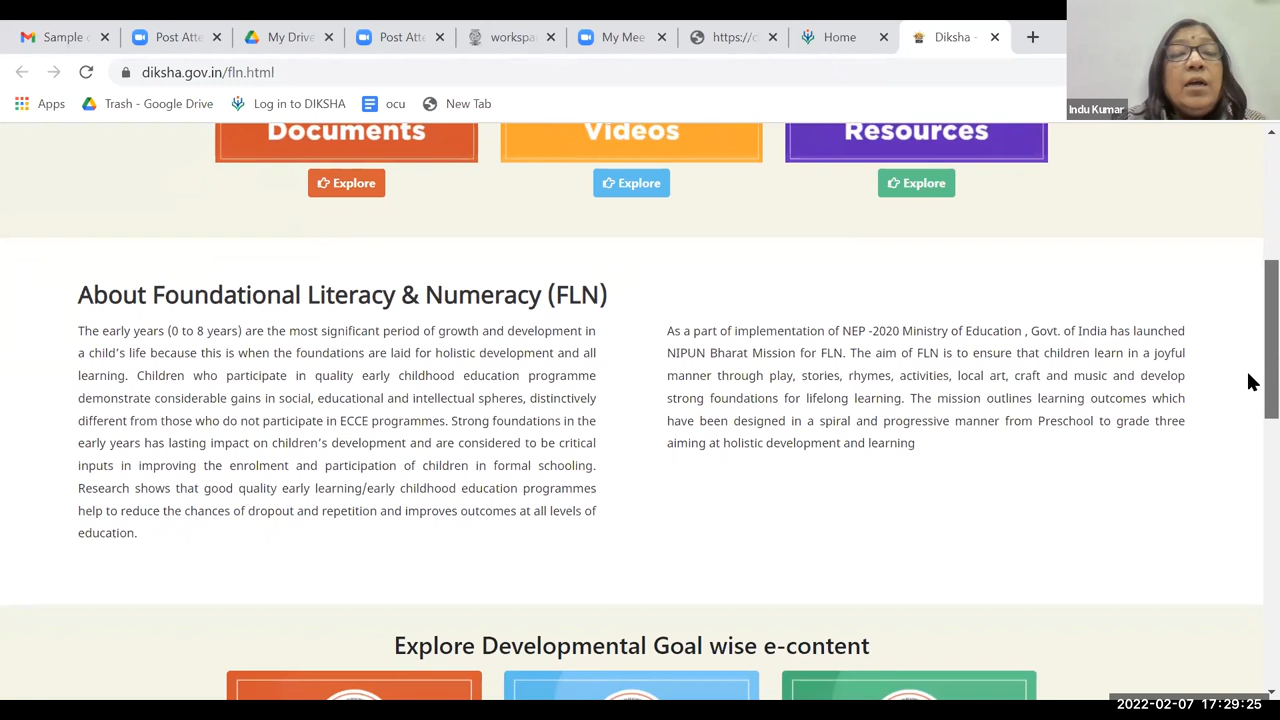 Sample c
Post Atte
My Drive
Post Atte
workspa
My Mee
https://d
Home
Diksha -
diksha.gov.in/fln.html
Apps
Trash - Google Drive
Log in to DIKSHA
ocu
New Tab
Indu Kumar
Documents
Videos
Resources
Explore
Explore
Explore
About Foundational Literacy & Numeracy (FLN)
The early years (0 to 8 years) are the most significant period of growth and development in
a child's life because this is when the foundations are laid for holistic development and all
learning. Children who participate in quality early childhood education programme
demonstrate considerable gains in social, educational and intellectual spheres, distinctively
different from those who do not participate in ECCE programmes. Strong foundations in the
early years has lasting impact on children's development and are considered to be critical
inputs in improving the enrolment and participation of children in formal schooling.
Research shows that good quality early learning/early childhood education programmes
help to reduce the chances of dropout and repetition and improves outcomes at all levels of
education.
As a part of implementation of NEP -2020 Ministry of Education , Govt. of India has launched
NIPUN Bharat Mission for FLN. The aim of FLN is to ensure that children learn in a joyful
manner through play, stories, rhymes, activities, local art, craft and music and develop
strong foundations for lifelong learning. The mission outlines learning outcomes which
have been designed in a spiral and progressive manner from Preschool to grade three
aiming at holistic development and learning
Explore Developmental Goal wise e-content
2022-02-07 17:29:25